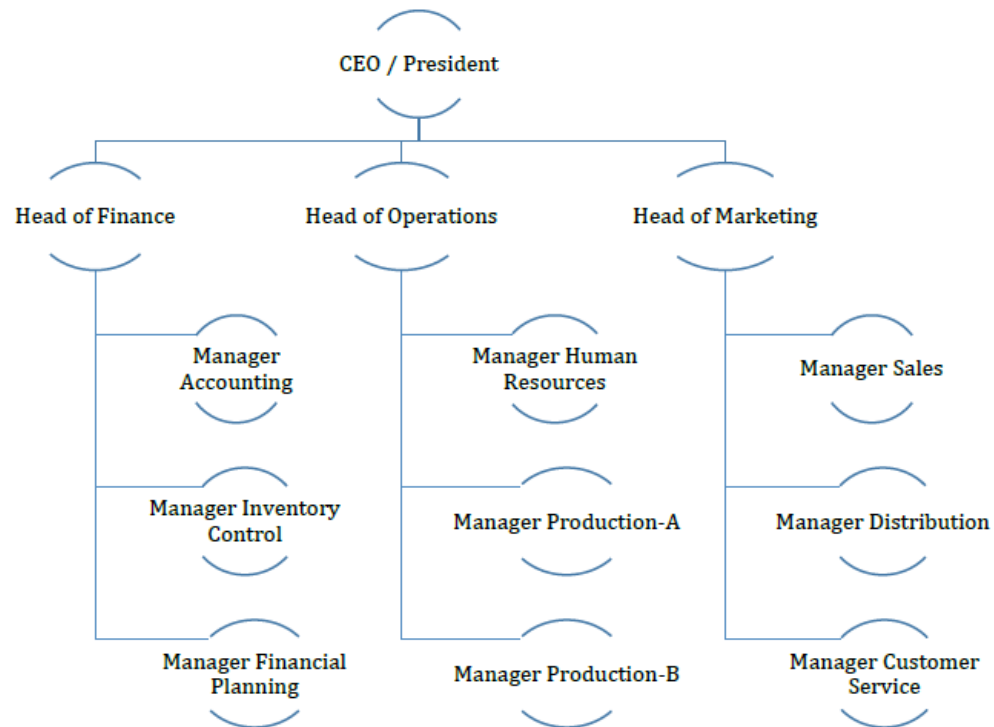 CEO / President
Head of Finance
Head of Operations
Head of Marketing
Manager
Accounting
Manager Human
Resources
Manager Sales
Manager Inventory
Control
Manager Production-A
Manager Distribution
Manager Financial
Planning
Manager Production-B
Manager Customer
Service